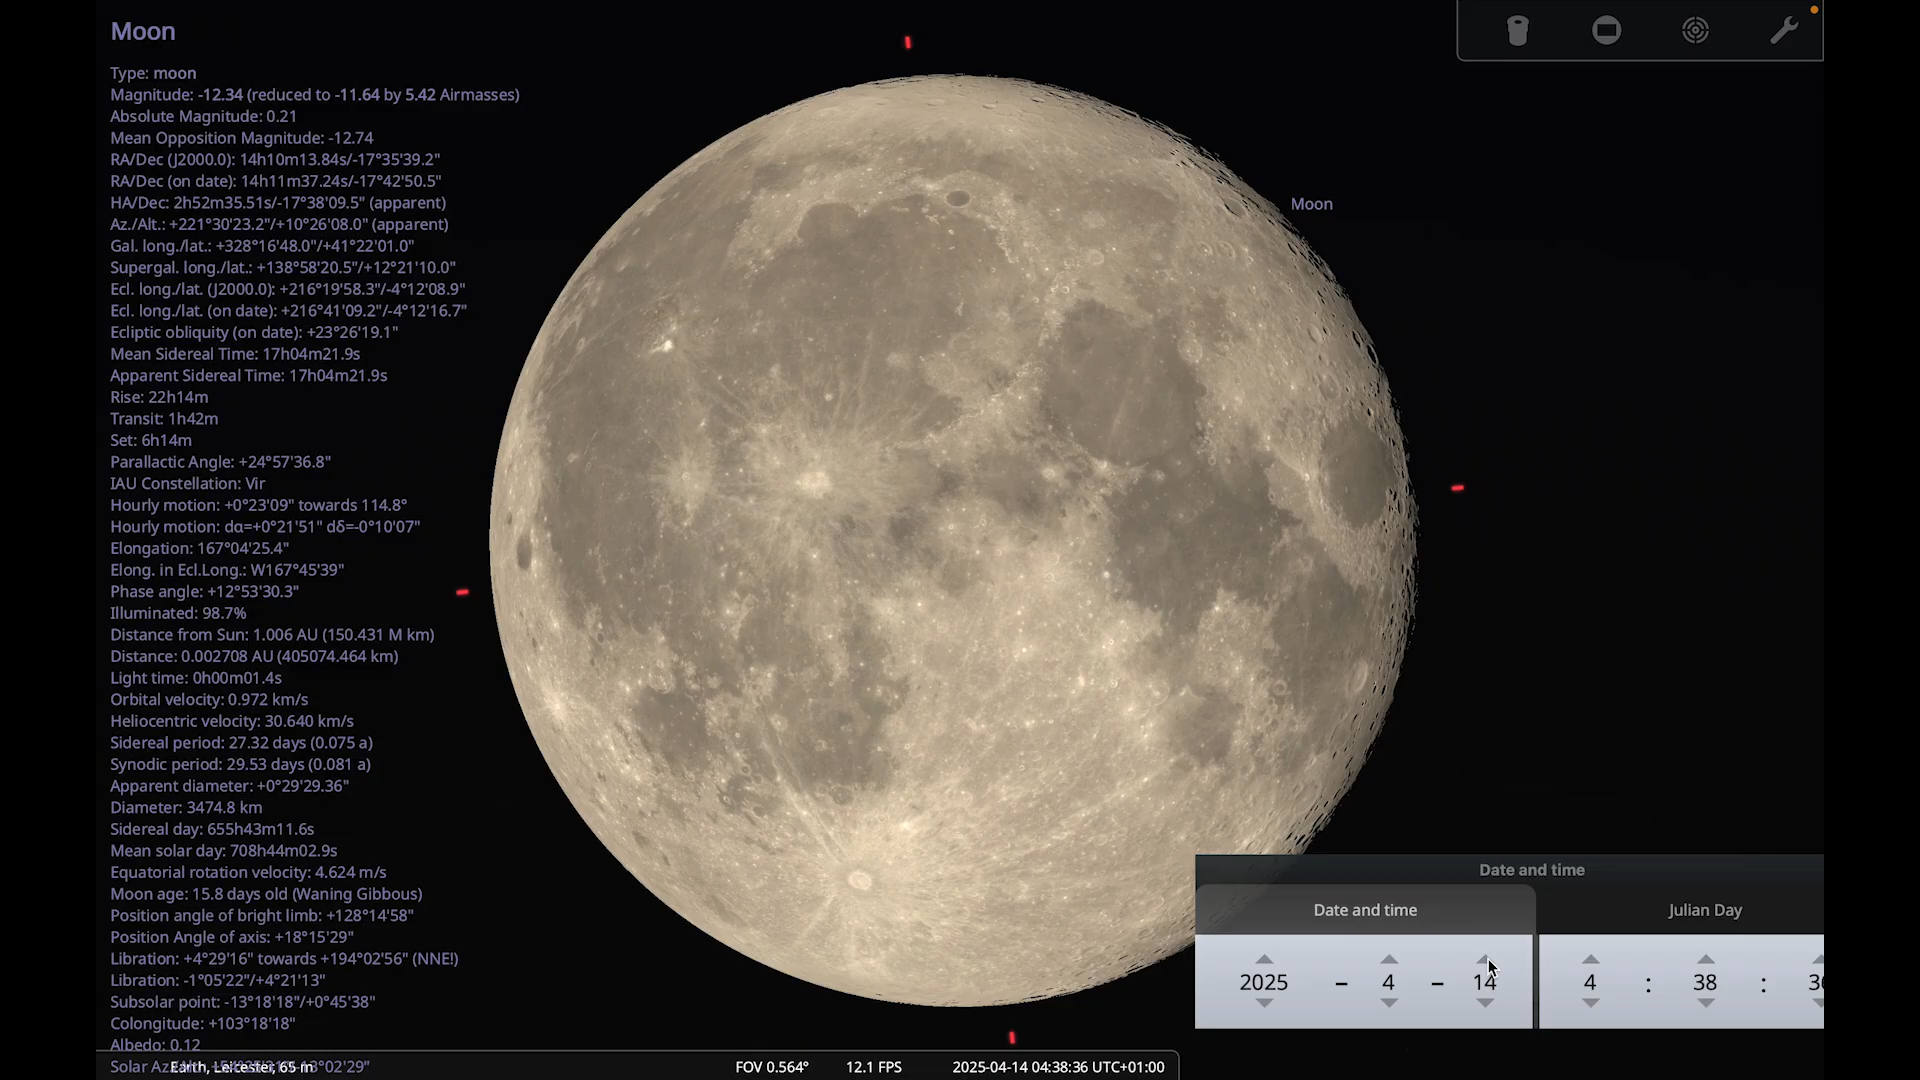 Moon
Type: moon
Magnitude: -12.34 (reduced to -11.64 by 5.42 Airmasses)
Absolute Magnitude: 0.21
Mean Opposition Magnitude: -12.74
RA/Dec (J2000.0): 14h10m13.84s/-17°35'39.2"
RA/Dec (on date): 14h11m37.24s/-17°42'50.5"
HA/Dec: 2h52m35.51s/-17°38'09.5" (apparent)
Az./Alt.: +221°30'23.2"/+10°26'08.0" (apparent)
Gal. long./lat.: +328°16'48.0"/+41°22'01.0"
Supergal. long./lat.: +138°58'20.5"/+12°21'10.0"
Ecl. long./lat. (J2000.0): +216°19'58.3"/-4°12'08.9"
Ecl. long./lat. (on date): +216°41'09.2"/-4°12'16.7"
Ecliptic obliquity (on date): +23°26'19.1"
Mean Sidereal Time: 17h04m21.9s
Apparent Sidereal Time: 17h04m21.9s
Rise: 22h14m
Transit: 1h42m
Set: 6h14m
Parallactic Angle: +24°57'36.8"
IAU Constellation: Vir
Hourly motion: +0°23'09" towards 114.8°
Hourly motion: dα=+0°21'51" dδ=-0°10'07"
Elongation: 167°04'25.4"
Elong. in Ecl.Long.: W167°45'39"
Phase angle: +12°53'30.3"
Illuminated: 98.7%
Distance from Sun: 1.006 AU (150.431 M km)
Distance: 0.002708 AU (405074.464 km)
Light time: 0h00m01.4s
Orbital velocity: 0.972 km/s
Heliocentric velocity: 30.640 km/s
Sidereal period: 27.32 days (0.075 a)
Synodic period: 29.53 days (0.081 a)
Apparent diameter: +0°29'29.36"
Diameter: 3474.8 km
Sidereal day: 655h43m11.6s
Mean solar day: 708h44m02.9s
Equatorial rotation velocity: 4.624 m/s
Moon age: 15.8 days old (Waning Gibbous)
Position angle of bright limb: +128°14'58"
Position Angle of axis: +18°15'29"
Libration: +4°29'16" towards +194°02'56" (NNE!)
Libration: -1°05'22"/+4°21'13"
Subsolar point: -13°18'18"/+0°45'38"
Colongitude: +103°18'18"
Albedo: 0.12
Moon
Date and time
Date and time Julian Day
2025 – 4 – 14 4 : 38 :
Earth, Leicester, 65 m FOV 0.564° 12.1 FPS 2025-04-14 04:38:36 UTC+01:00